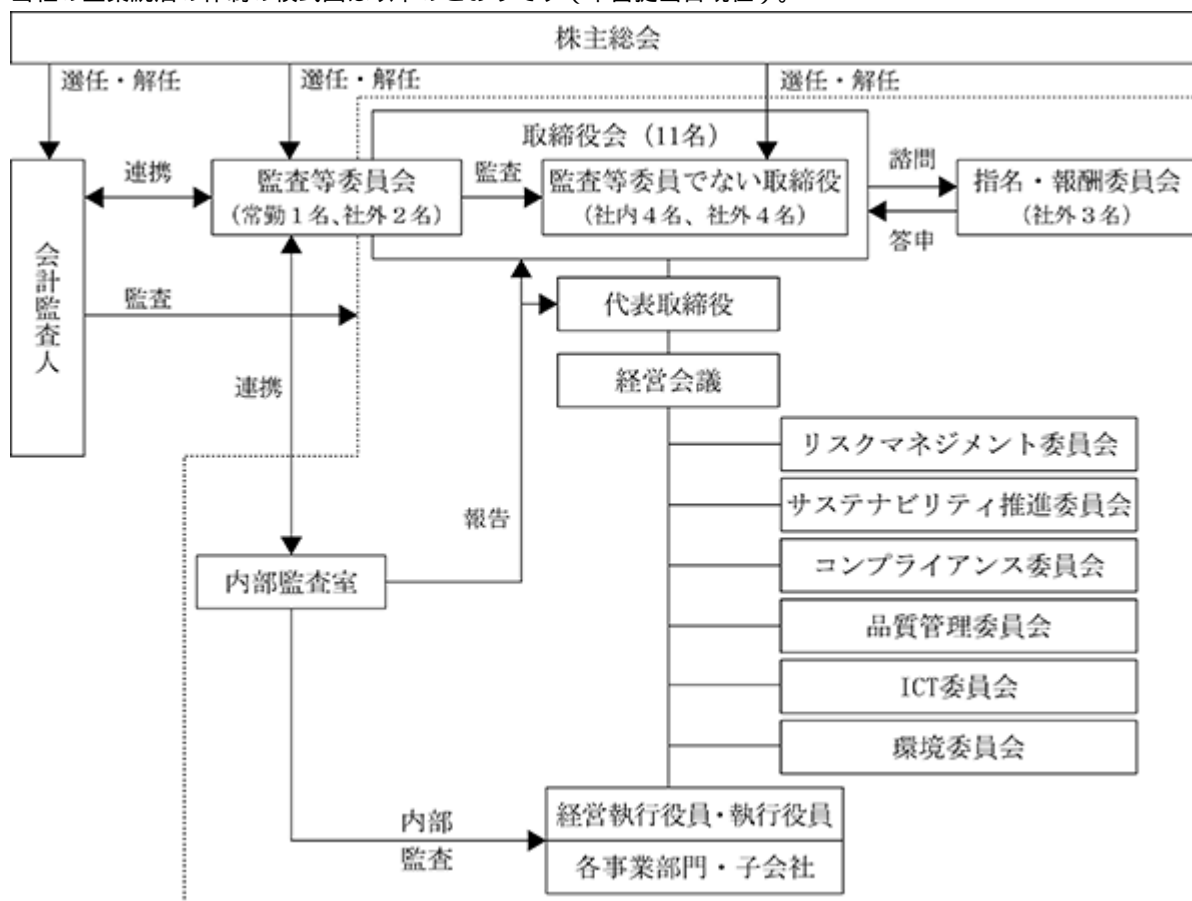 株主総会
選任・解任
選任・解任
選任・解任
取締役会（11名）
連携
監査等委員会
（常勤１名、社外２名）
監査
監査等委員でない取締役
（社内４名、社外４名）
諮問
答申
指名・報酬委員会
（社外３名）
会計監査人
監査
代表取締役
経営会議
連携
リスクマネジメント委員会
サステナビリティ推進委員会
報告
コンプライアンス委員会
内部監査室
品質管理委員会
ICT委員会
環境委員会
内部
監査
経営執行役員・執行役員
各事業部門・子会社